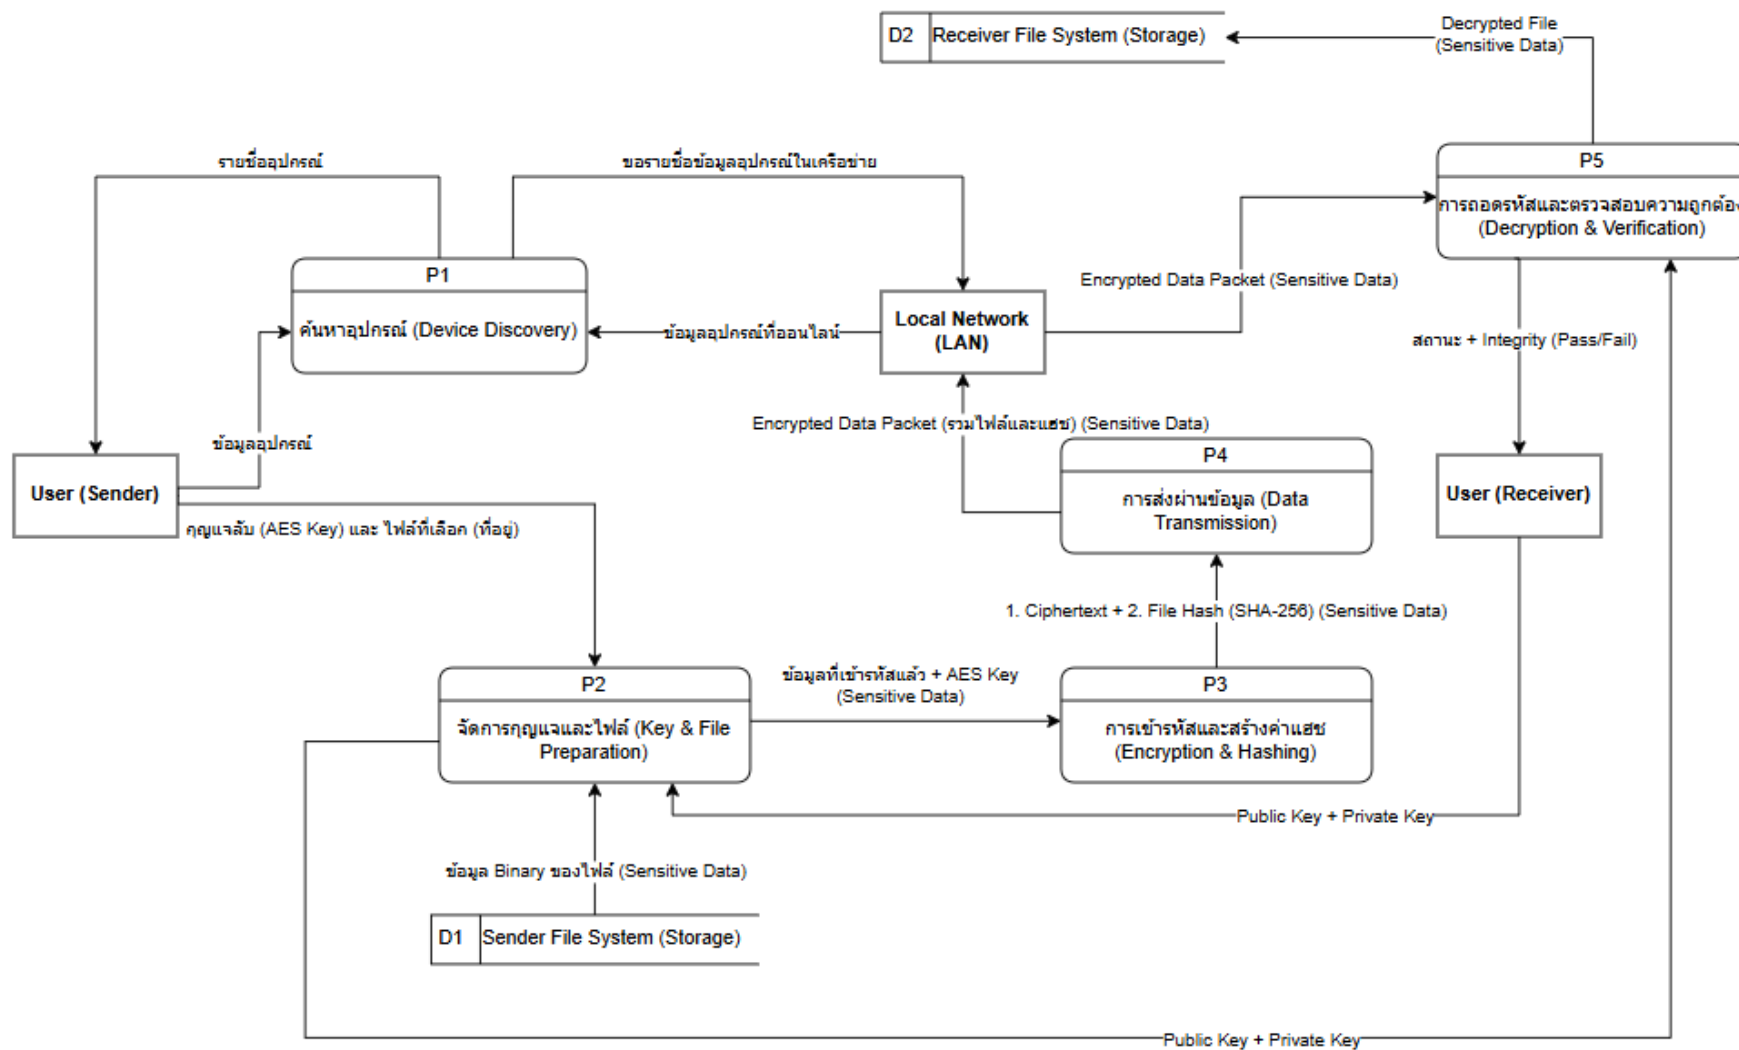 Decrypted File
(Sensitive Data)
D2
Receiver File System (Storage)
รายชื่ออุปกรณ์
ขอรายชื่อข้อมูลอุปกรณ์ในเครือข่าย
P5
การถอดรหัสและตรวจสอบความถูกต้อง
(Decryption & Verification)
P1
ค้นหาอุปกรณ์ (Device Discovery)
Encrypted Data Packet (Sensitive Data)
Local Network
(LAN)
ข้อมูลอุปกรณ์ที่ออนไลน์
สถานะ + Integrity (Pass/Fail)
Encrypted Data Packet (รวมไฟล์และแฮช) (Sensitive Data)
ข้อมูลอุปกรณ์
P4
การส่งผ่านข้อมูล (Data
Transmission)
User (Sender)
User (Receiver)
กุญแจลับ (AES Key) และ ไฟล์ที่เลือก (ที่อยู่)
1. Ciphertext + 2. File Hash (SHA-256) (Sensitive Data)
P2
จัดการกุญแจและไฟล์ (Key & File
Preparation)
ข้อมูลที่เข้ารหัสแล้ว + AES Key
(Sensitive Data)
P3
การเข้ารหัสและสร้างค่าแฮช
(Encryption & Hashing)
Public Key + Private Key
ข้อมูล Binary ของไฟล์ (Sensitive Data)
D1
Sender File System (Storage)
Public Key + Private Key